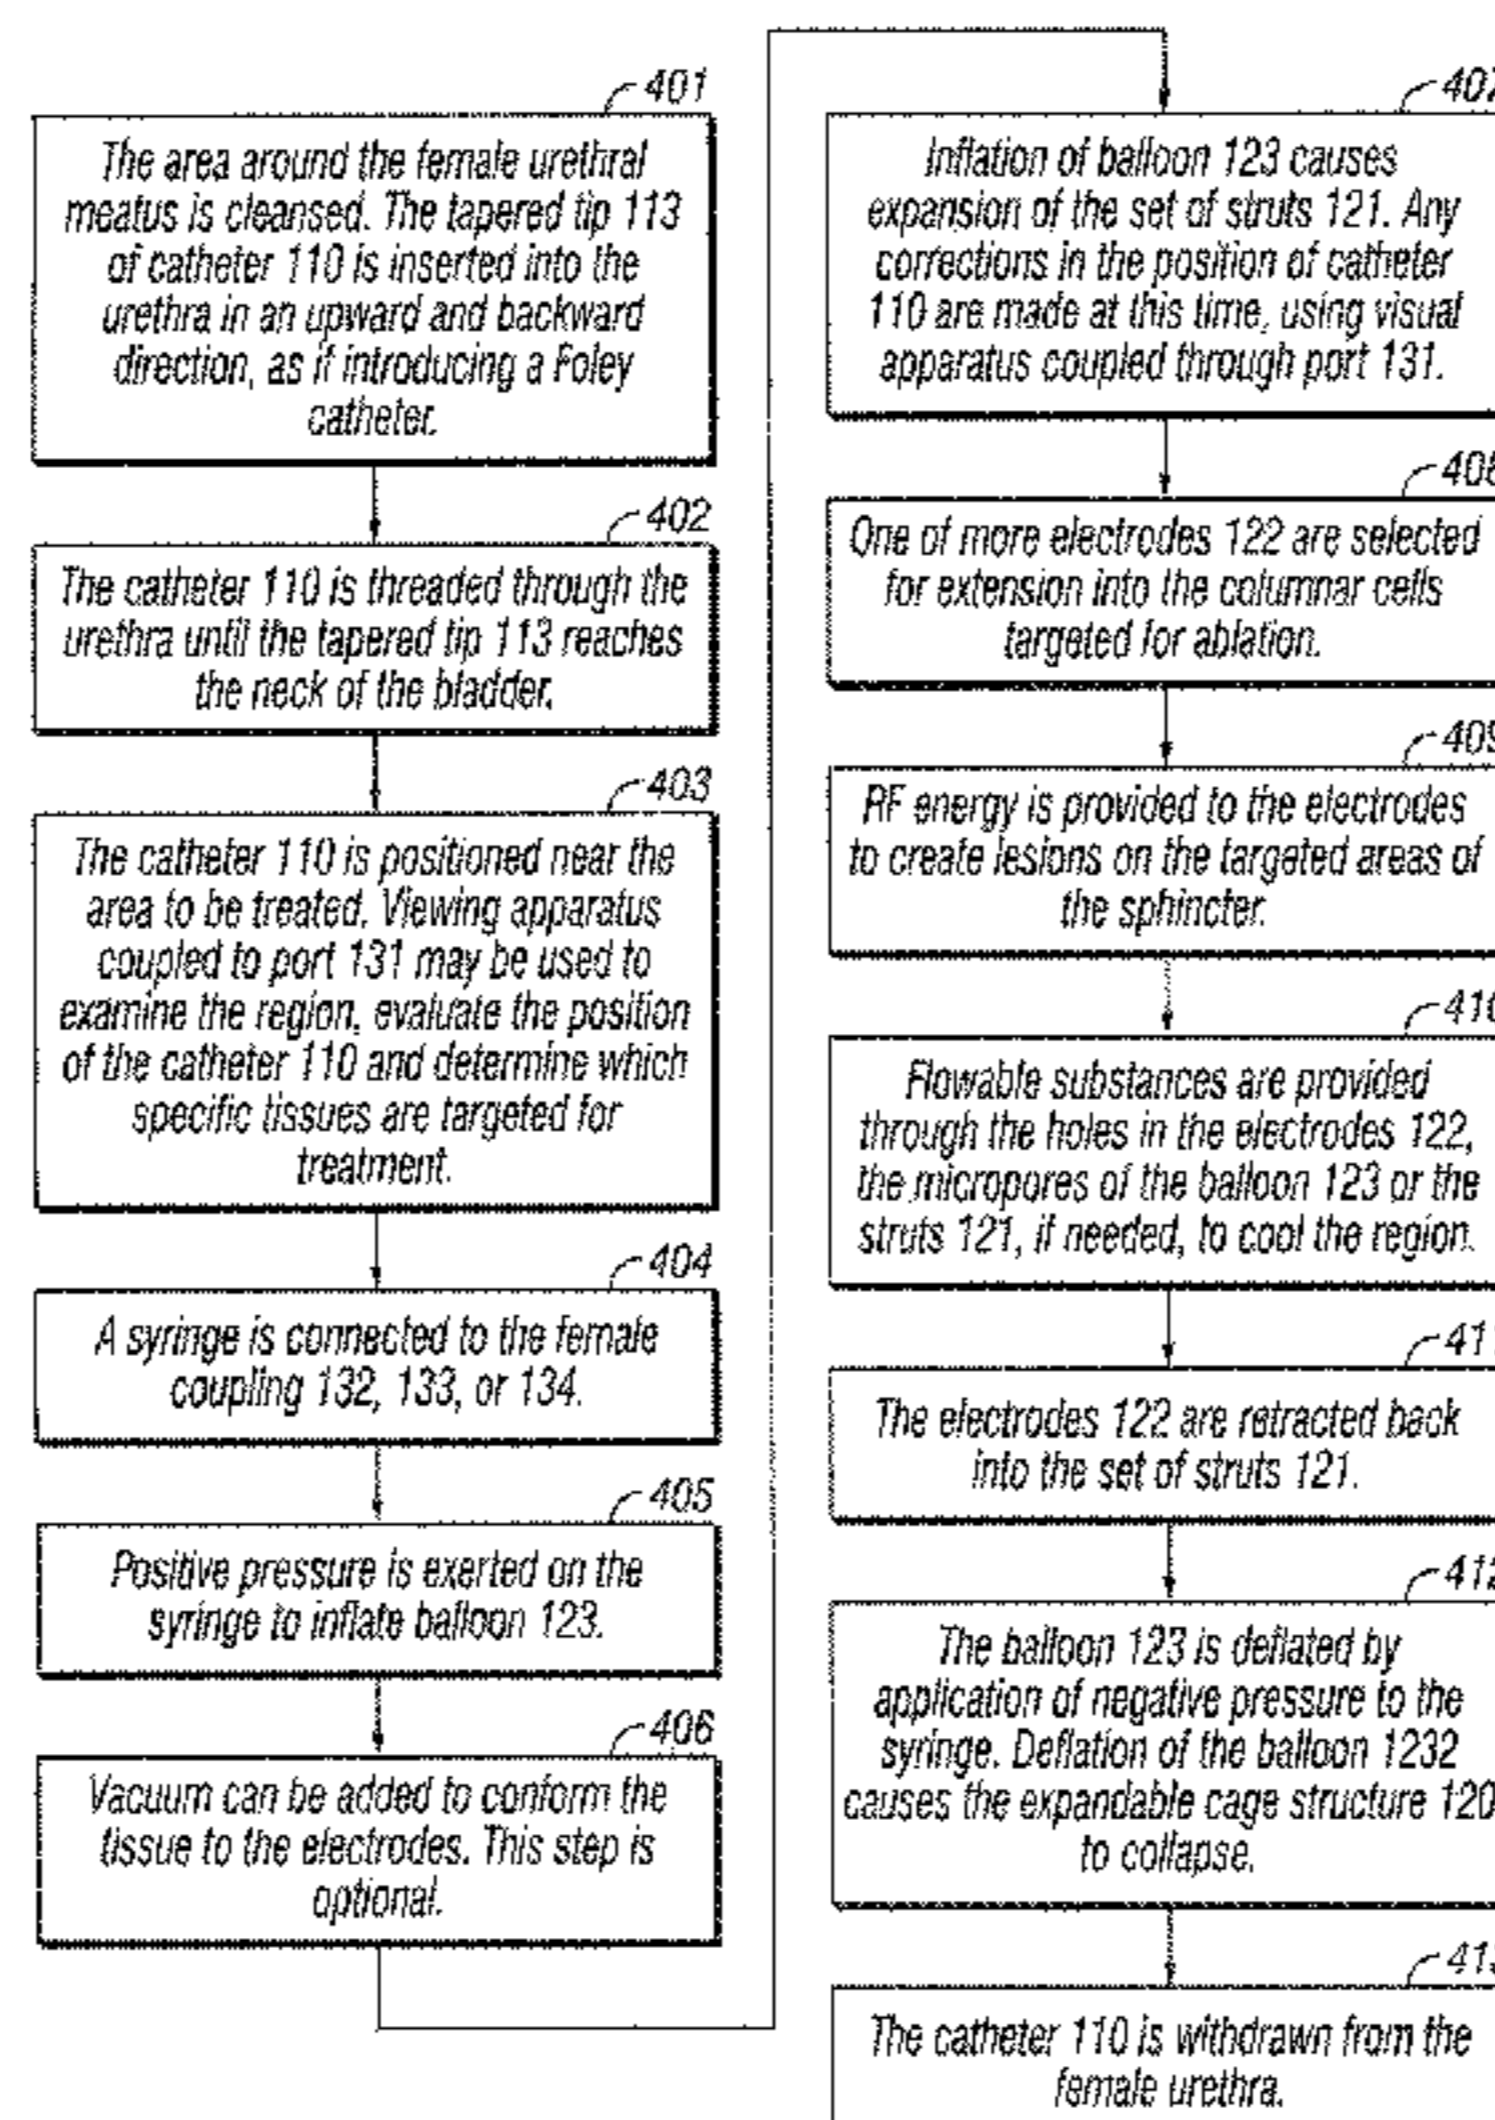 401
The area around the female urethral
meatus is cleansed. The tapered tip 113
of catheter 110 is inserted into the
urethra in an upward and backward
direction, as if introducing a Foley
catheter.
402
The catheter 110 is threaded through the
urethra until the tapered tip 113 reaches
the neck of the bladder.
403
The catheter 110 is positioned near the
area to be treated. Viewing apparatus
coupled to port 131 may be used to
examine the region, evaluate the position
of the catheter 110 and determine which
specific tissues are targeted for
treatment.
404
A syringe is connected to the female
coupling 132, 133, or 134.
405
Positive pressure is exerted on the
syringe to inflate balloon 123.
406
Vacuum can be added to conform the
tissue to the electrodes. This step is
optional.
407
Inflation of balloon 123 causes
expansion of the set of struts 121. Any
corrections in the position of catheter
110 are made at this time, using visual
apparatus coupled through port 131.
408
One of more electrodes 122 are selected
for extension into the columnar cells
targeted for ablation.
409
RF energy is provided to the electrodes
to create lesions on the targeted areas of
the sphincter.
410
Flowable substances are provided
through the holes in the electrodes 122,
the micropores of the balloon 123 or the
struts 121, if needed, to cool the region.
411
The electrodes 122 are retracted back
into the set of struts 121.
412
The balloon 123 is deflated by
application of negative pressure to the
syringe. Deflation of the balloon 1232
causes the expandable cage structure 120
to collapse.
413
The catheter 110 is withdrawn from the
female urethra.